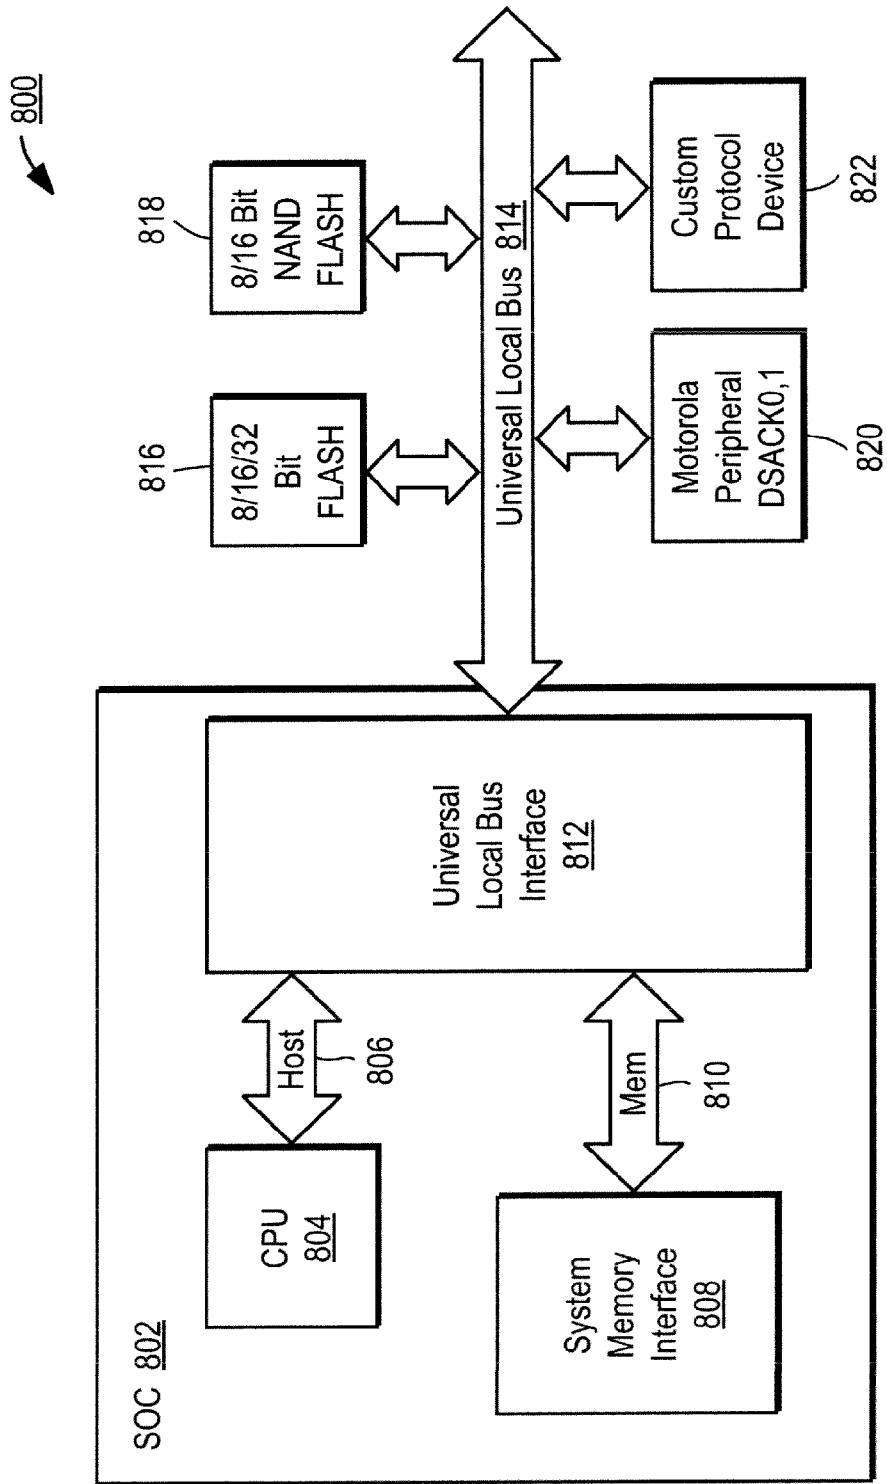 800
SOC 802
CPU
804
Host
806
System
Memory
Interface
808
Mem
810
Universal
Local Bus
Interface
812
Universal Local Bus 814
816
8/16/32
Bit
FLASH
818
8/16 Bit
NAND
FLASH
Motorola
Peripheral
DSACK0,1
820
Custom
Protocol
Device
822